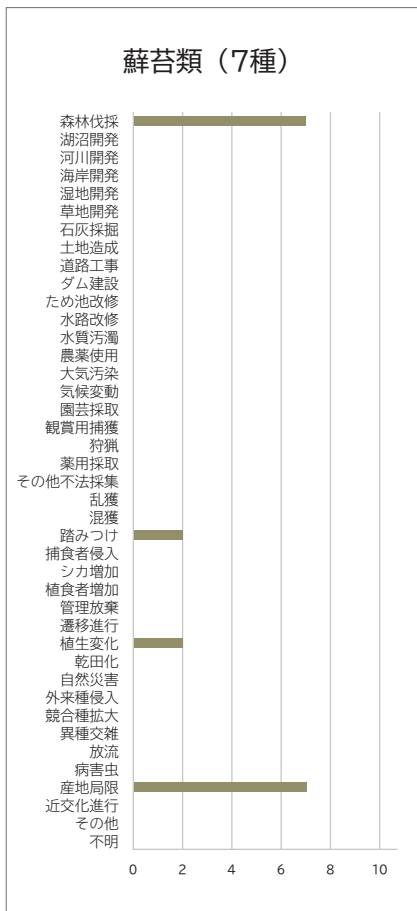 蘚苔類（7種）
森林伐採
湖沼開発
河川開発
海岸開発
湿地開発
草地開発
石灰採掘
土地造成
道路工事
ダム建設
ため池改修
水路改修
水質汚濁
農薬使用
大気汚染
気候変動
園芸採取
観賞用捕獲
狩猟
薬用採取
その他不法採集
乱獲
混獲
踏みつけ
捕食者侵入
シカ増加
植食者増加
管理放棄
遷移進行
植生変化
乾田化
自然災害
外来種侵入
競合種拡大
異種交雑
放流
病害虫
産地局限
近交化進行
その他
不明
0 2 4 6 8 10